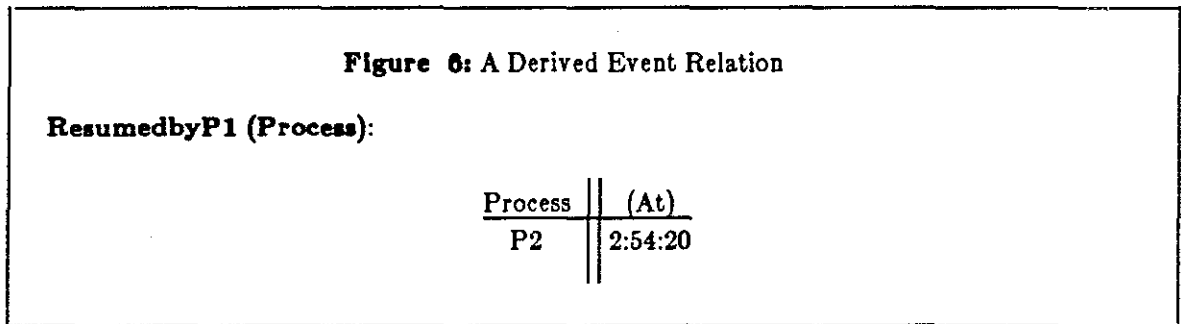 Figure 6: A Derived Event Relation
ResumedbyP1 (Process):
Process (At)
P2 2:54:20